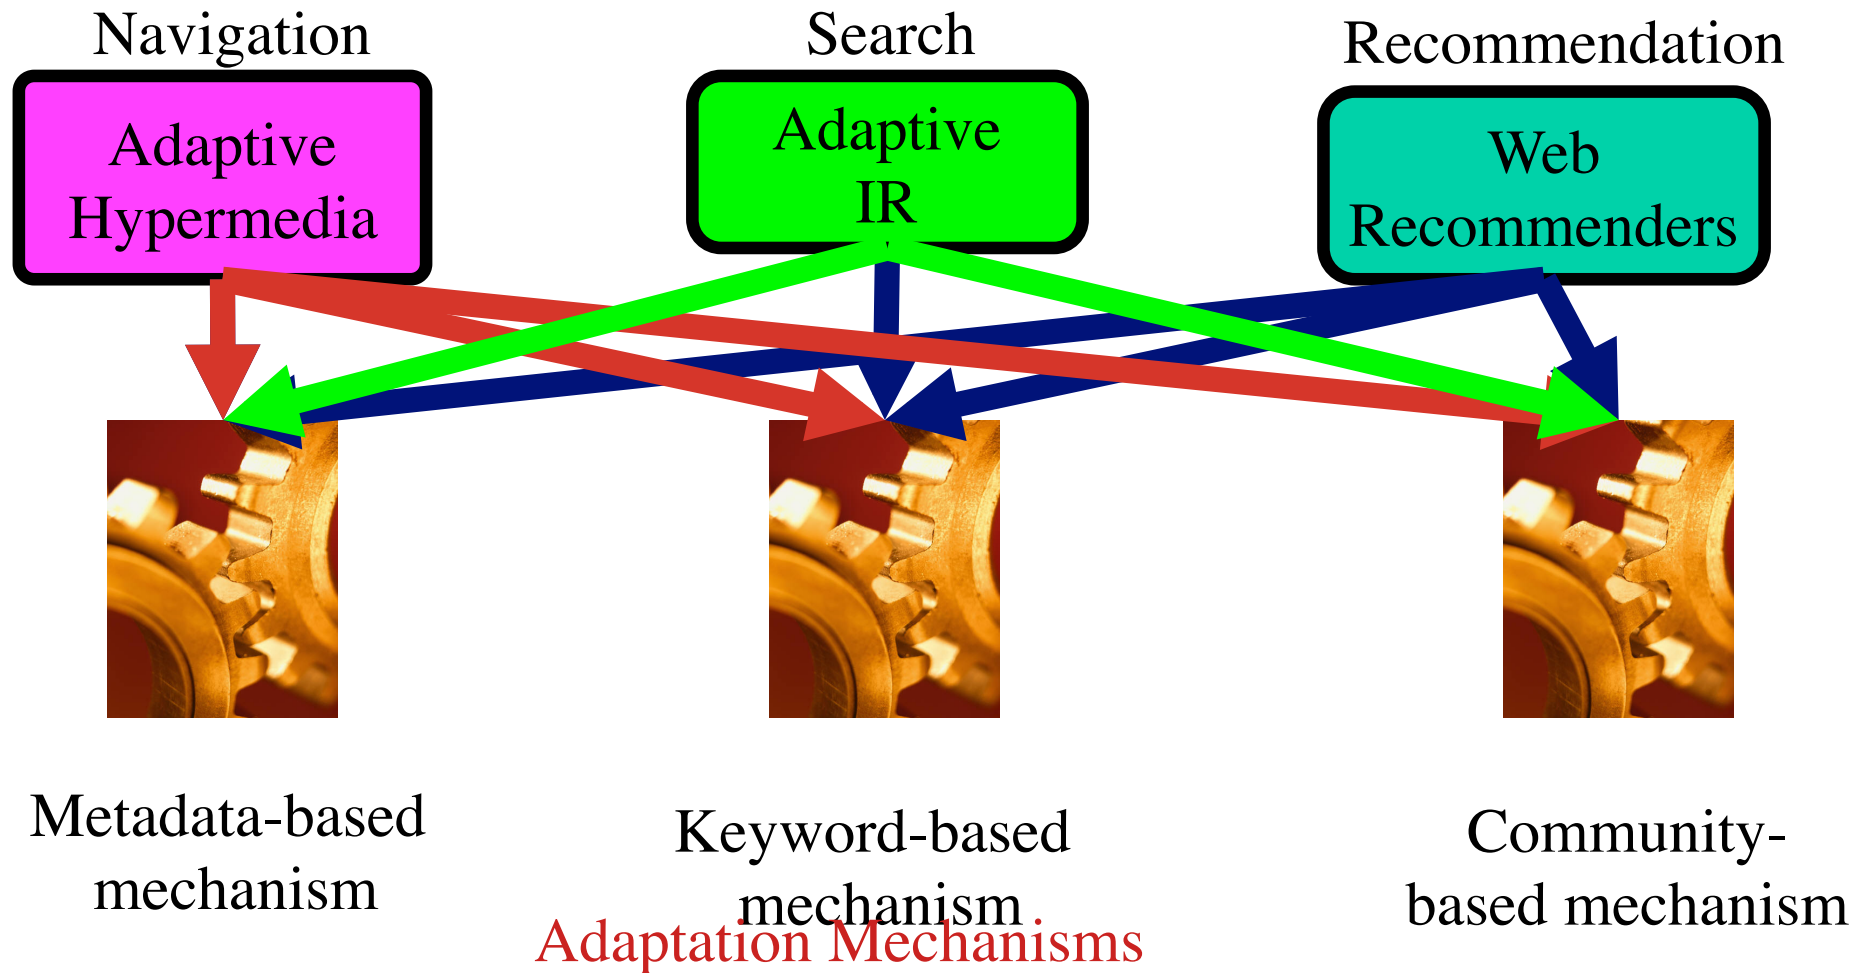 Navigation
Search
Recommendation
Adaptive
Hypermedia
Adaptive
IR
Web
Recommenders
Metadata-based
mechanism
Keyword-based
mechanism
Community-
based mechanism
Adaptation Mechanisms